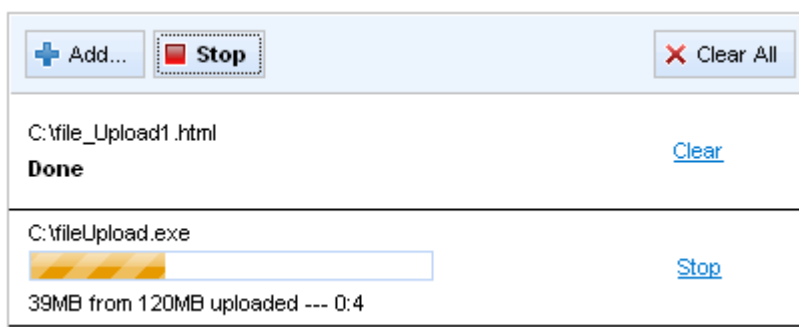 Add... Stop Clear All
C:\file_Upload1.html
Done
Clear
C:\fileUpload.exe
Stop
39MB from 120MB uploaded --- 0:4